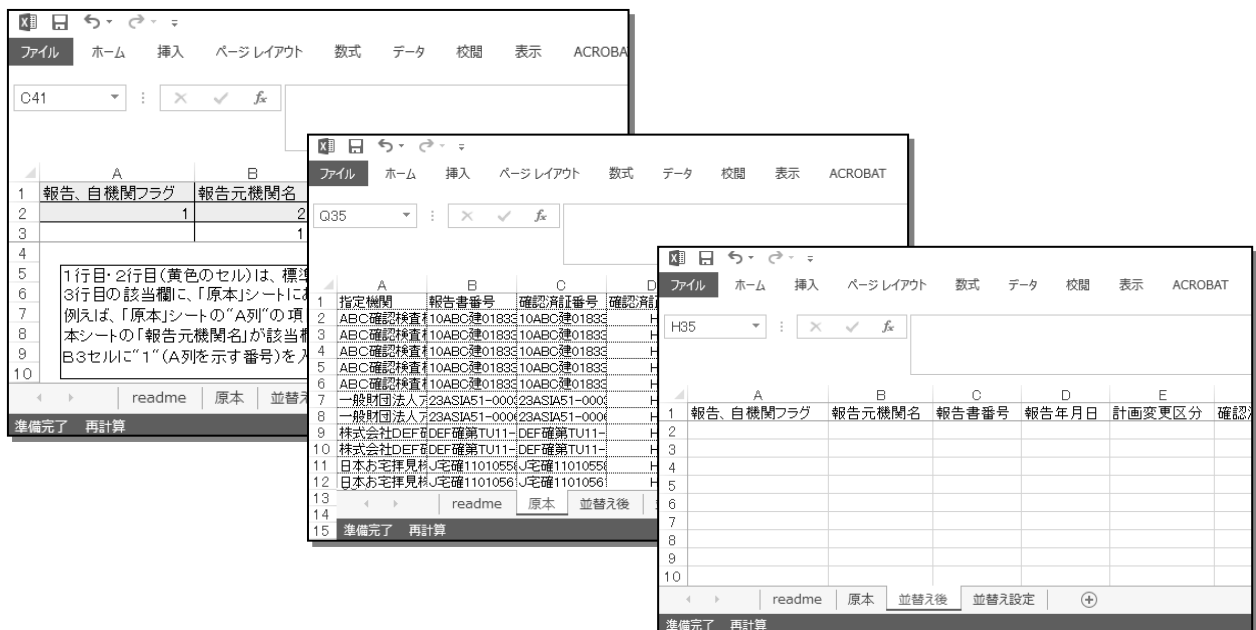 ファイル ホーム 挿入 ページ レイアウト 数式 データ 校閲 表示 ACROBA
C41 fx
A B
1 報告、自機関フラグ 報告元機関名
2 1 2
3 1
4
5 1行目・2行目(黄色のセル)は、標準
6 3行目の該当欄に、「原本」シートにあ
7 例えば、「原本」シートの"A列"の項
8 本シートの「報告元機関名」が該当欄
9 B3セルに"1"(A列を示す番号)を入
10
readme 原本 並替え
準備完了 再計算
ファイル ホーム 挿入 ページ レイアウト 数式 データ 校閲 表示 ACROBAT
Q35 fx
A B C D
1 指定機関 報告書番号 確認済証番号 確認済証
2 ABC確認検査機 10ABC建01833 10ABC建01833 H
3 ABC確認検査機 10ABC建01833 10ABC建01833 H
4 ABC確認検査機 10ABC建01833 10ABC建01833 H
5 ABC確認検査機 10ABC建01833 10ABC建01833 H
6 ABC確認検査機 10ABC建01833 10ABC建01833 H
7 一般財団法人 23ASIA51-000 23ASIA51-000 H
8 一般財団法人 23ASIA51-000 23ASIA51-000 H
9 株式会社DEF確 DEF確第TU11- DEF確第TU11- H
10 株式会社DEF確 DEF確第TU11- DEF確第TU11- H
11 日本お宅拝見株 J宅確11010558 J宅確11010558 H
12 日本お宅拝見株 J宅確1101056 J宅確1101056 H
13
14
15
readme 原本 並替え後
準備完了 再計算
ファイル ホーム 挿入 ページ レイアウト 数式 データ 校閲 表示 ACROBAT
H35 fx
A B C D E
1 報告、自機関フラグ 報告元機関名 報告書番号 報告年月日 計画変更区分 確認済
2
3
4
5
6
7
8
9
10
readme 原本 並替え後 並替え設定
準備完了 再計算